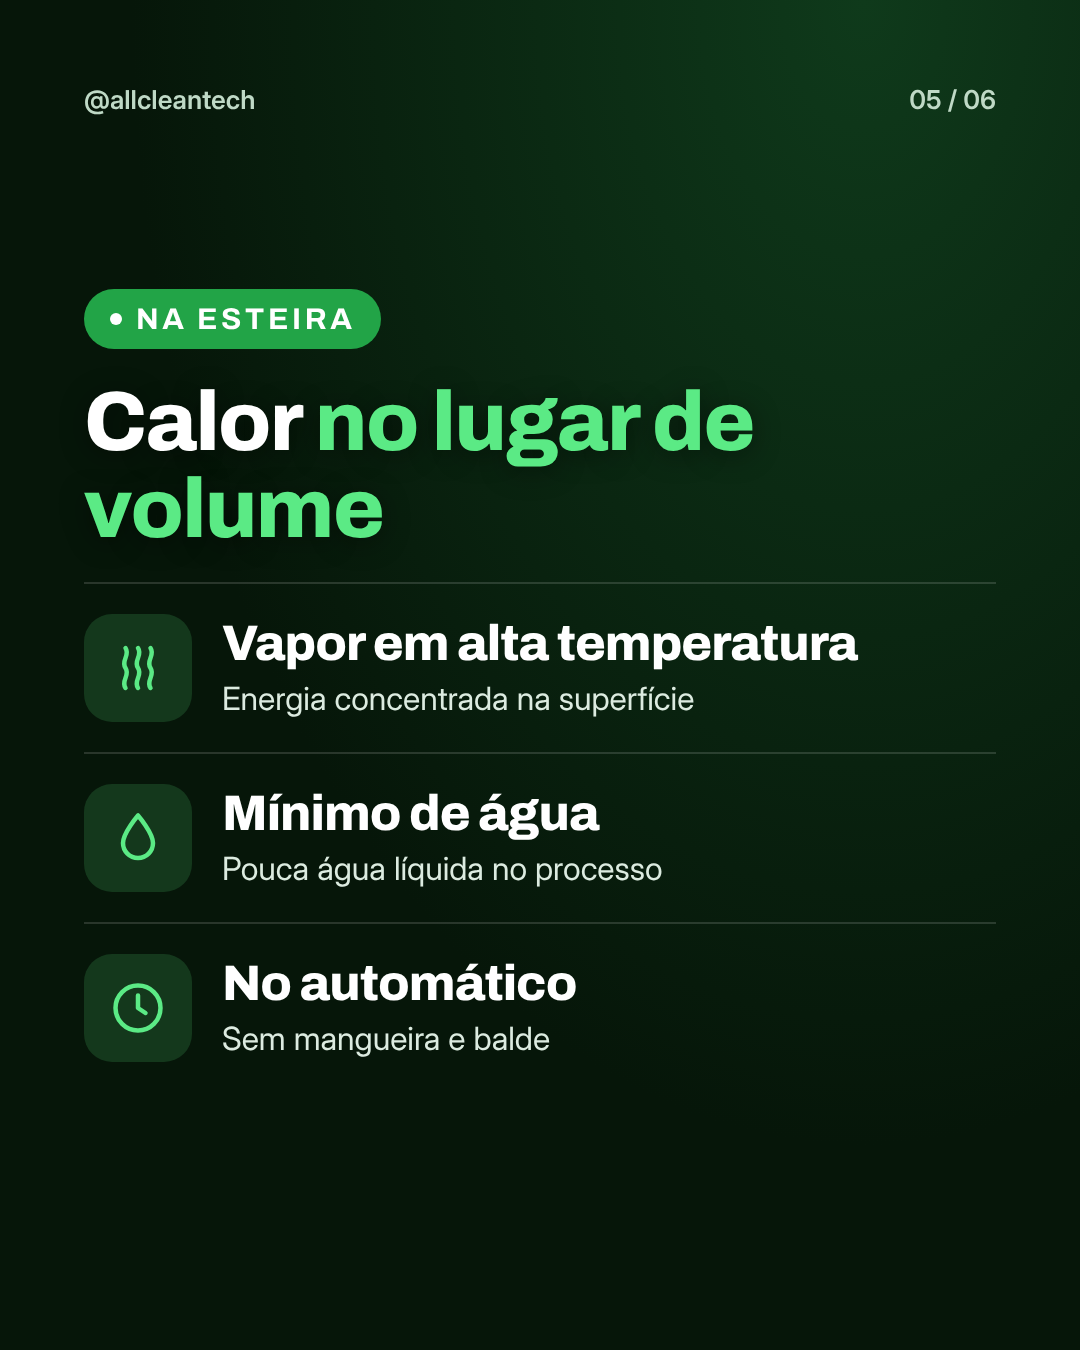 @allcleantech
05 / 06
NA ESTEIRA
Calor no lugar de
volume
Vapor em alta temperatura
Energia concentrada na superfície
Mínimo de água
Pouca água líquida no processo
No automático
Sem mangueira e balde